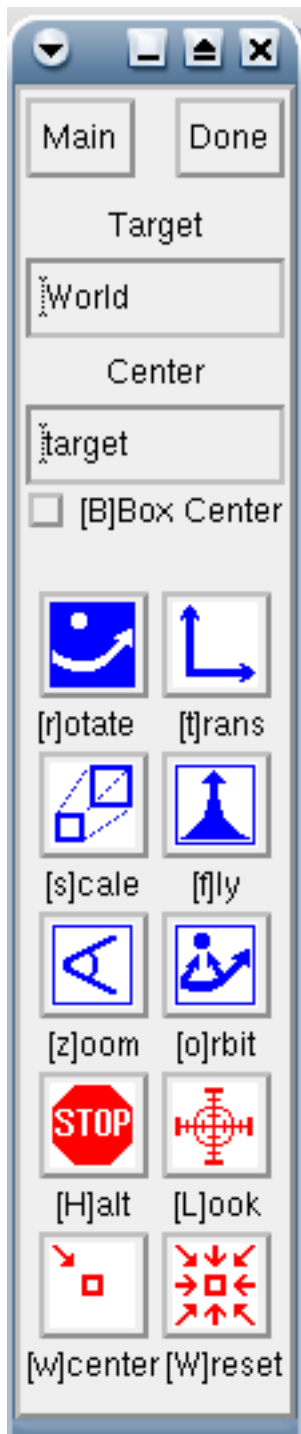 Main Done
Target
World
Center
target
[B]Box Center
[r]otate [t]rans
[s]cale [f]ly
[z]oom [o]rbit
STOP
[H]alt [L]ook
[w]center [W]reset